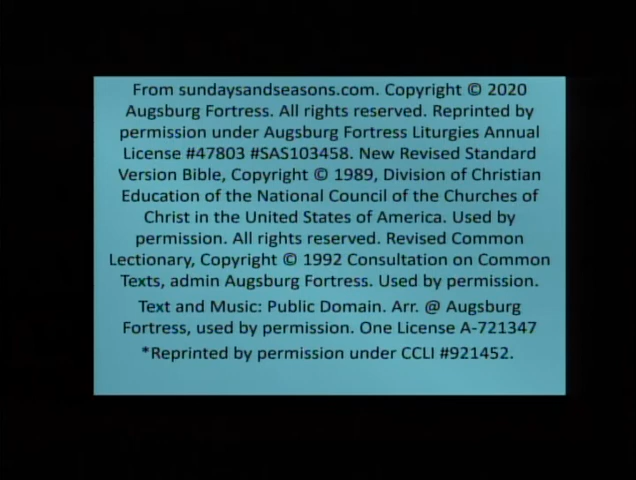 From sundaysandseasons.com. Copyright © 2020
Augsburg Fortress. All rights reserved. Reprinted by
permission under Augsburg Fortress Liturgies Annual
License #47803 #SAS103458. New Revised Standard
Version Bible, Copyright © 1989, Division of Christian
Education of the National Council of the Churches of
Christ in the United States of America. Used by
permission. All rights reserved. Revised Common
Lectionary, Copyright © 1992 Consultation on Common
Texts, admin Augsburg Fortress. Used by permission.
Text and Music: Public Domain. Arr. @ Augsburg
Fortress, used by permission. One License A-721347
*Reprinted by permission under CCLI #921452.